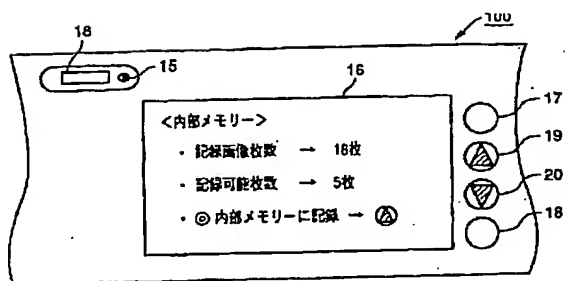 100
18
15
16
17
<内部メモリー>
・ 記録画像枚数 → 16枚
19
・ 記録可能枚数 → 5枚
20
・ ◎ 内部メモリーに記録 →
18